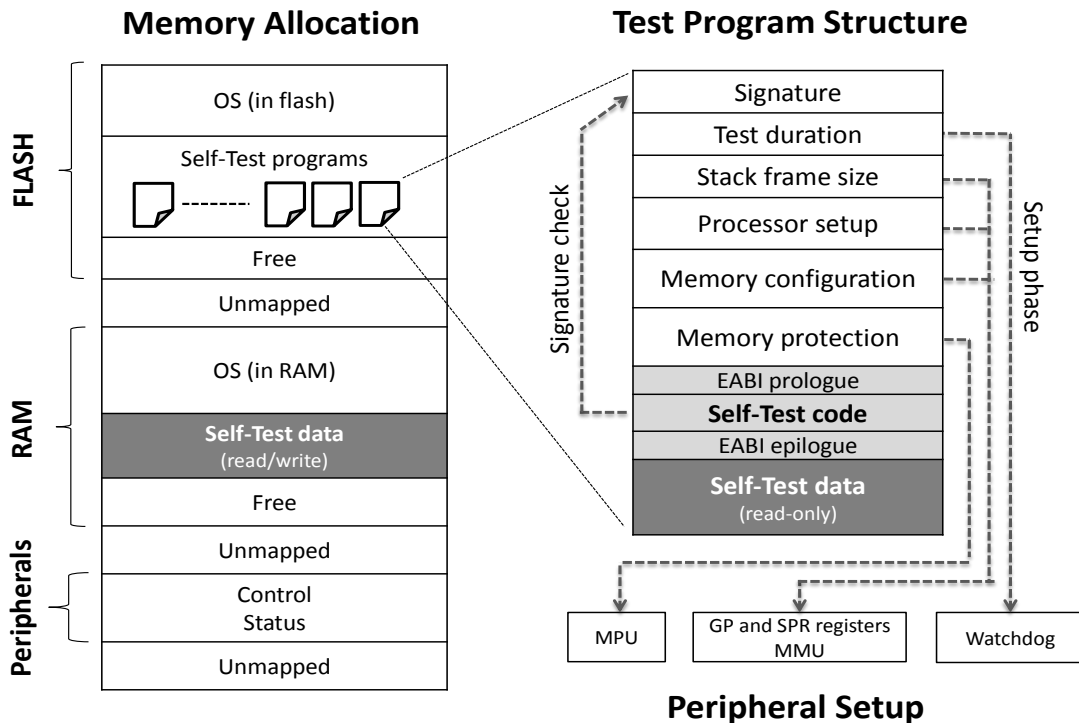 Memory Allocation
FLASH
OS (in flash)
Self-Test programs
Free
Unmapped
RAM
OS (in RAM)
Self-Test data
(read/write)
Free
Unmapped
Peripherals
Control
Status
Unmapped
Test Program Structure
Signature
Test duration
Stack frame size
Processor setup
Memory configuration
Memory protection
EABI prologue
Self-Test code
EABI epilogue
Self-Test data
(read-only)
Signature check
Setup phase
MPU
GP and SPR registers
MMU
Watchdog
Peripheral Setup